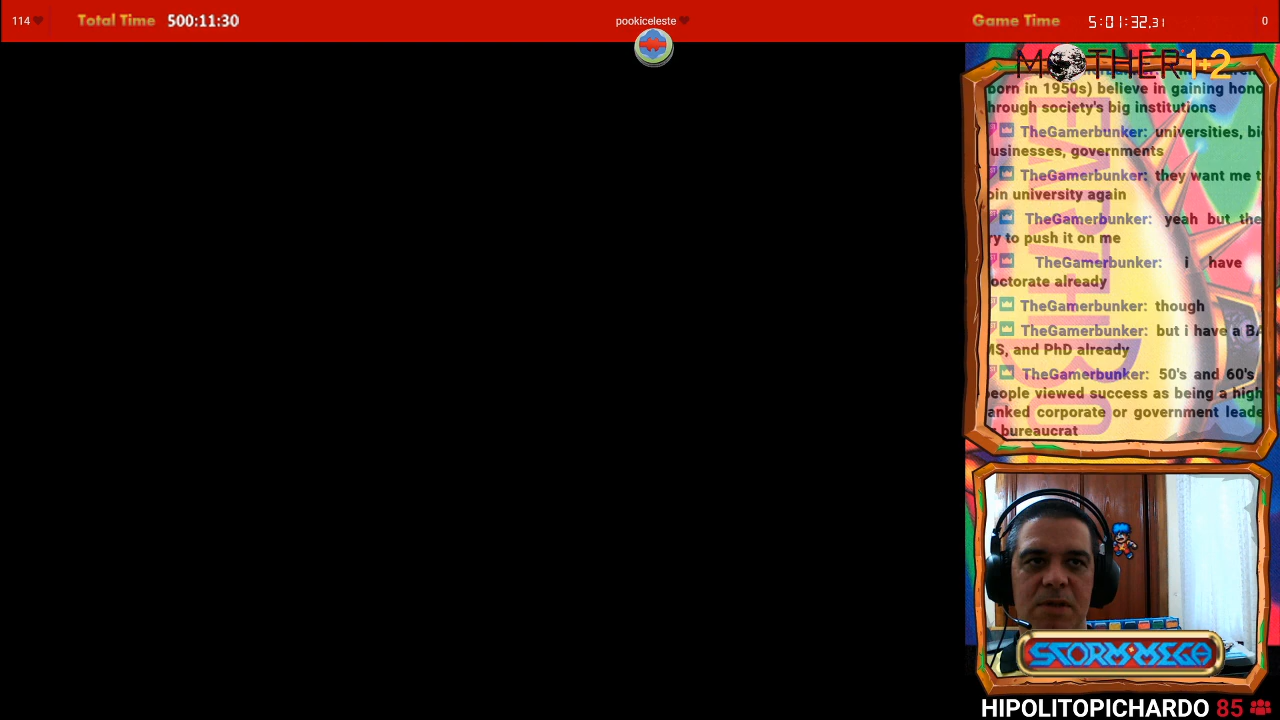 114
Total Time 500:11:30
pookiceleste
Game Time 5:01:32,31
0
MOTHER 1+2
born in 1950s) believe in gaining hono
hrough society's big institutions
TheGamerbunker: universities, bi
usinesses, governments
TheGamerbunker: they want me t
oin university again
TheGamerbunker: yeah but the
ry to push it on me
TheGamerbunker: i have
octorate already
TheGamerbunker: though
TheGamerbunker: but i have a BA
MS, and PhD already
TheGamerbunker: 50's and 60's
people viewed success as being a high
anked corporate or government leade
r bureaucrat
EARTHBO
STORM MEGA
HIPOLITOPICHARDO 85